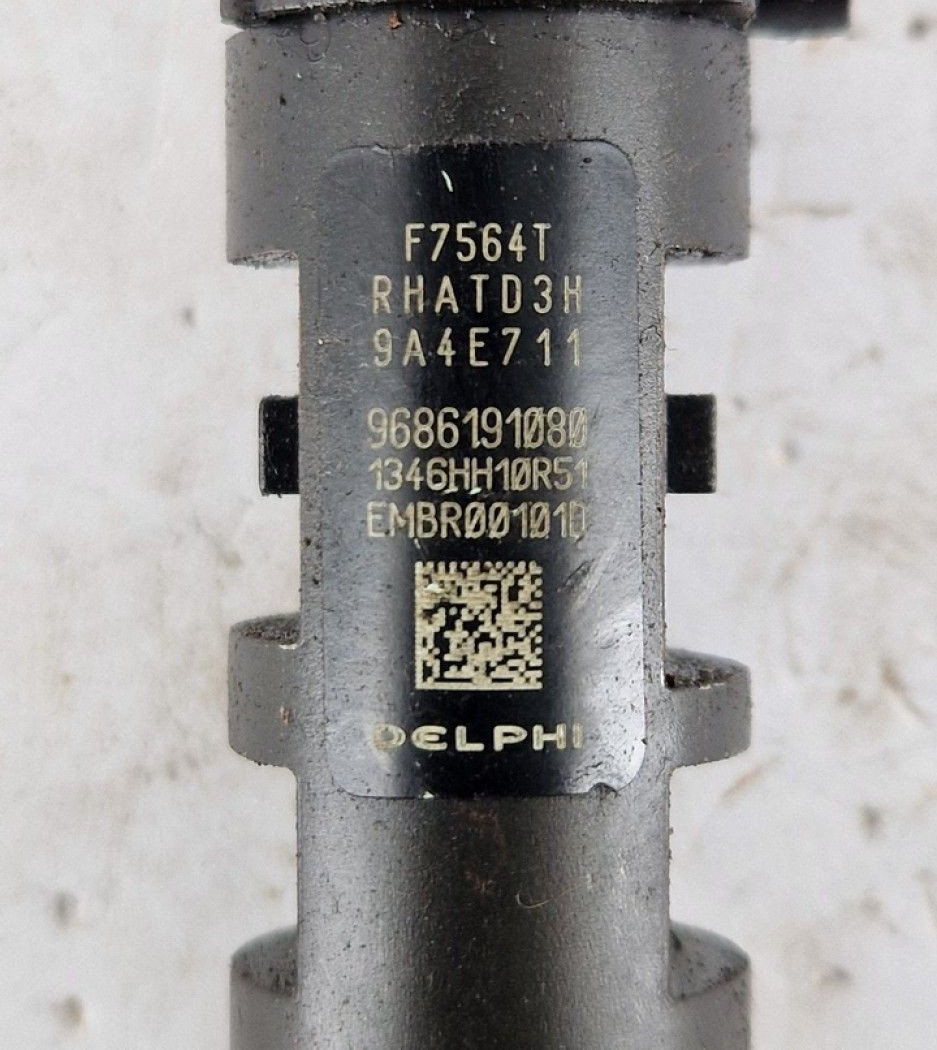 F7564T
RHATD3H
9A4E711
9686191080
1346HH10R51
EMBR00101D
DELPHI